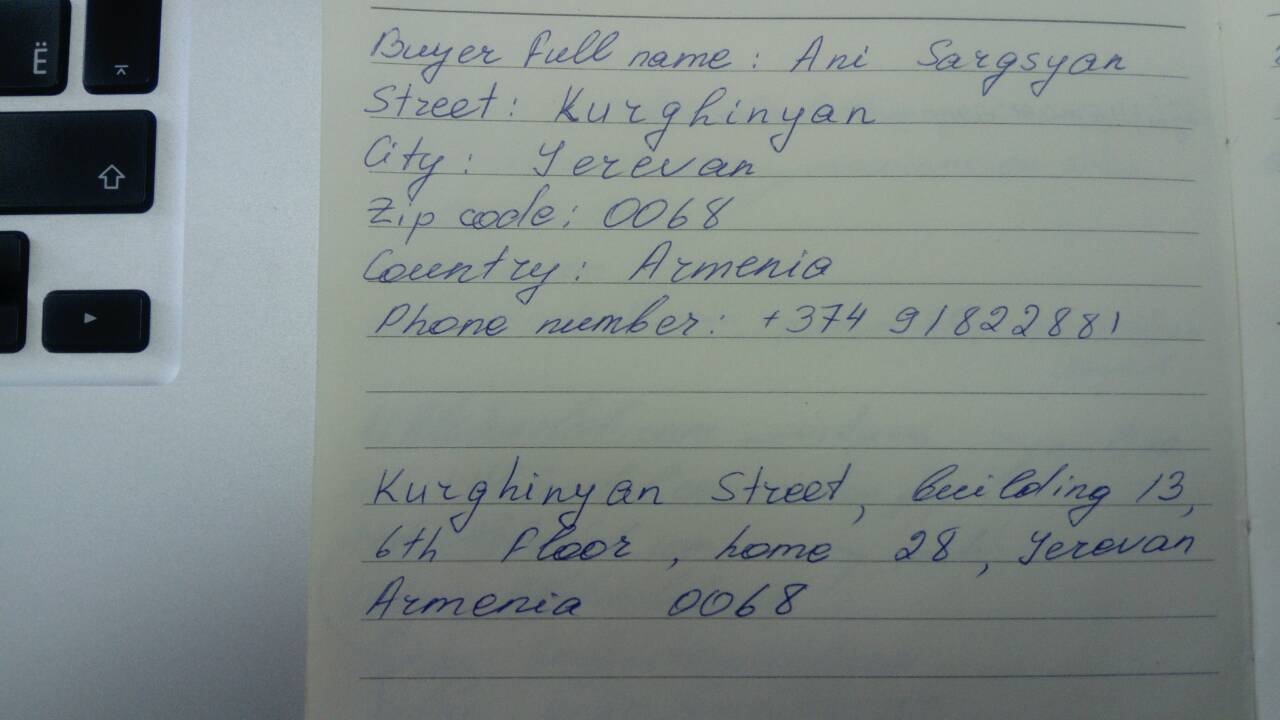 Ё
Buyer full name: Ani Sargsyan
Street: Kurghinyan
City: Yerevan
Zip code: 0068
Country: Armenia
Phone number: +374 91822881
Kurghinyan Street, building 13,
6th floor, home 28, Yerevan
Armenia 0068